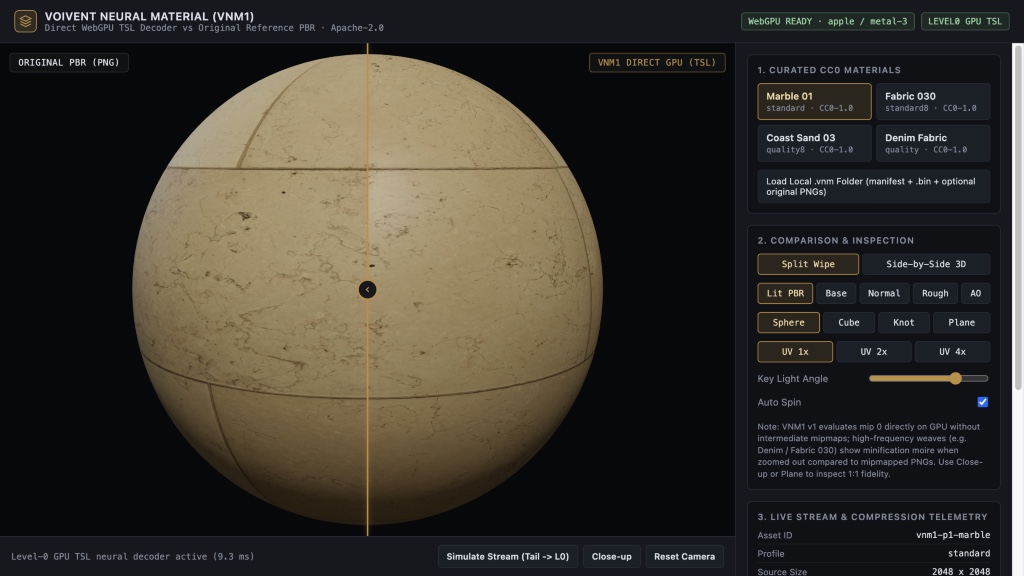 VOIVENT NEURAL MATERIAL (VNM1)
Direct WebGPU TSL Decoder vs Original Reference PBR · Apache-2.0
WebGPU READY · apple / metal-3
LEVEL0 GPU TSL
ORIGINAL PBR (PNG)
VNM1 DIRECT GPU (TSL)
1. CURATED CC0 MATERIALS
Marble 01
standard · CC0-1.0
Fabric 030
standard8 · CC0-1.0
Coast Sand 03
quality8 · CC0-1.0
Denim Fabric
quality · CC0-1.0
Load Local .vnm Folder (manifest + .bin + optional
original PNGs)
2. COMPARISON & INSPECTION
Split Wipe
Side-by-Side 3D
Lit PBR
Base
Normal
Rough
AO
Sphere
Cube
Knot
Plane
UV 1x
UV 2x
UV 4x
Key Light Angle
Auto Spin
Note: VNM1 v1 evaluates mip 0 directly on GPU without
intermediate mipmaps; high-frequency weaves (e.g.
Denim / Fabric 030) show minification moire when
zoomed out compared to mipmapped PNGs. Use Close-
up or Plane to inspect 1:1 fidelity.
3. LIVE STREAM & COMPRESSION TELEMETRY
Asset ID
vnm1-p1-marble
Profile
standard
Source Size
2048 x 2048
Level-0 GPU TSL neural decoder active (9.3 ms)
Simulate Stream (Tail -> L0)
Close-up
Reset Camera